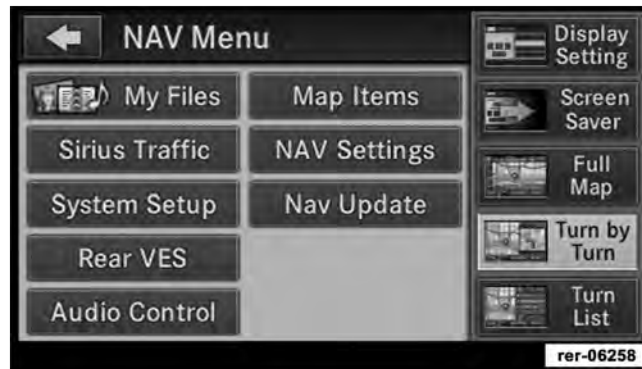 NAV Menu
My Files
Map Items
Sirius Traffic
NAV Settings
System Setup
Nav Update
Rear VES
Audio Control
Display
Setting
Screen
Saver
Full
Map
Turn by
Turn
Turn
List
rer-06258